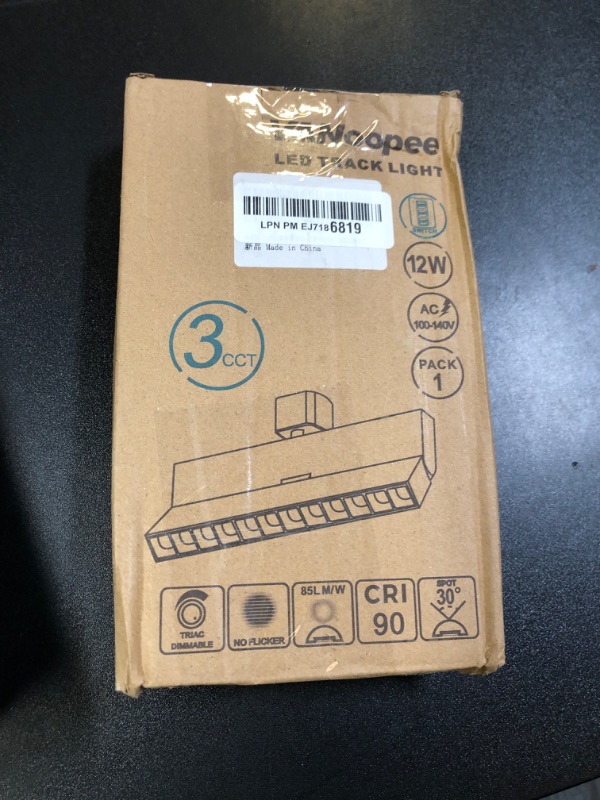 LED TRACK LIGHT
LPN PM EJ7186819
新品 Made in China
SWITCH
12W
AC
100-140V
PACK
1
3CCT
TRIAC
DIMMABLE
NO FLICKER
85LM/W
CRI
90
SPOT
30°